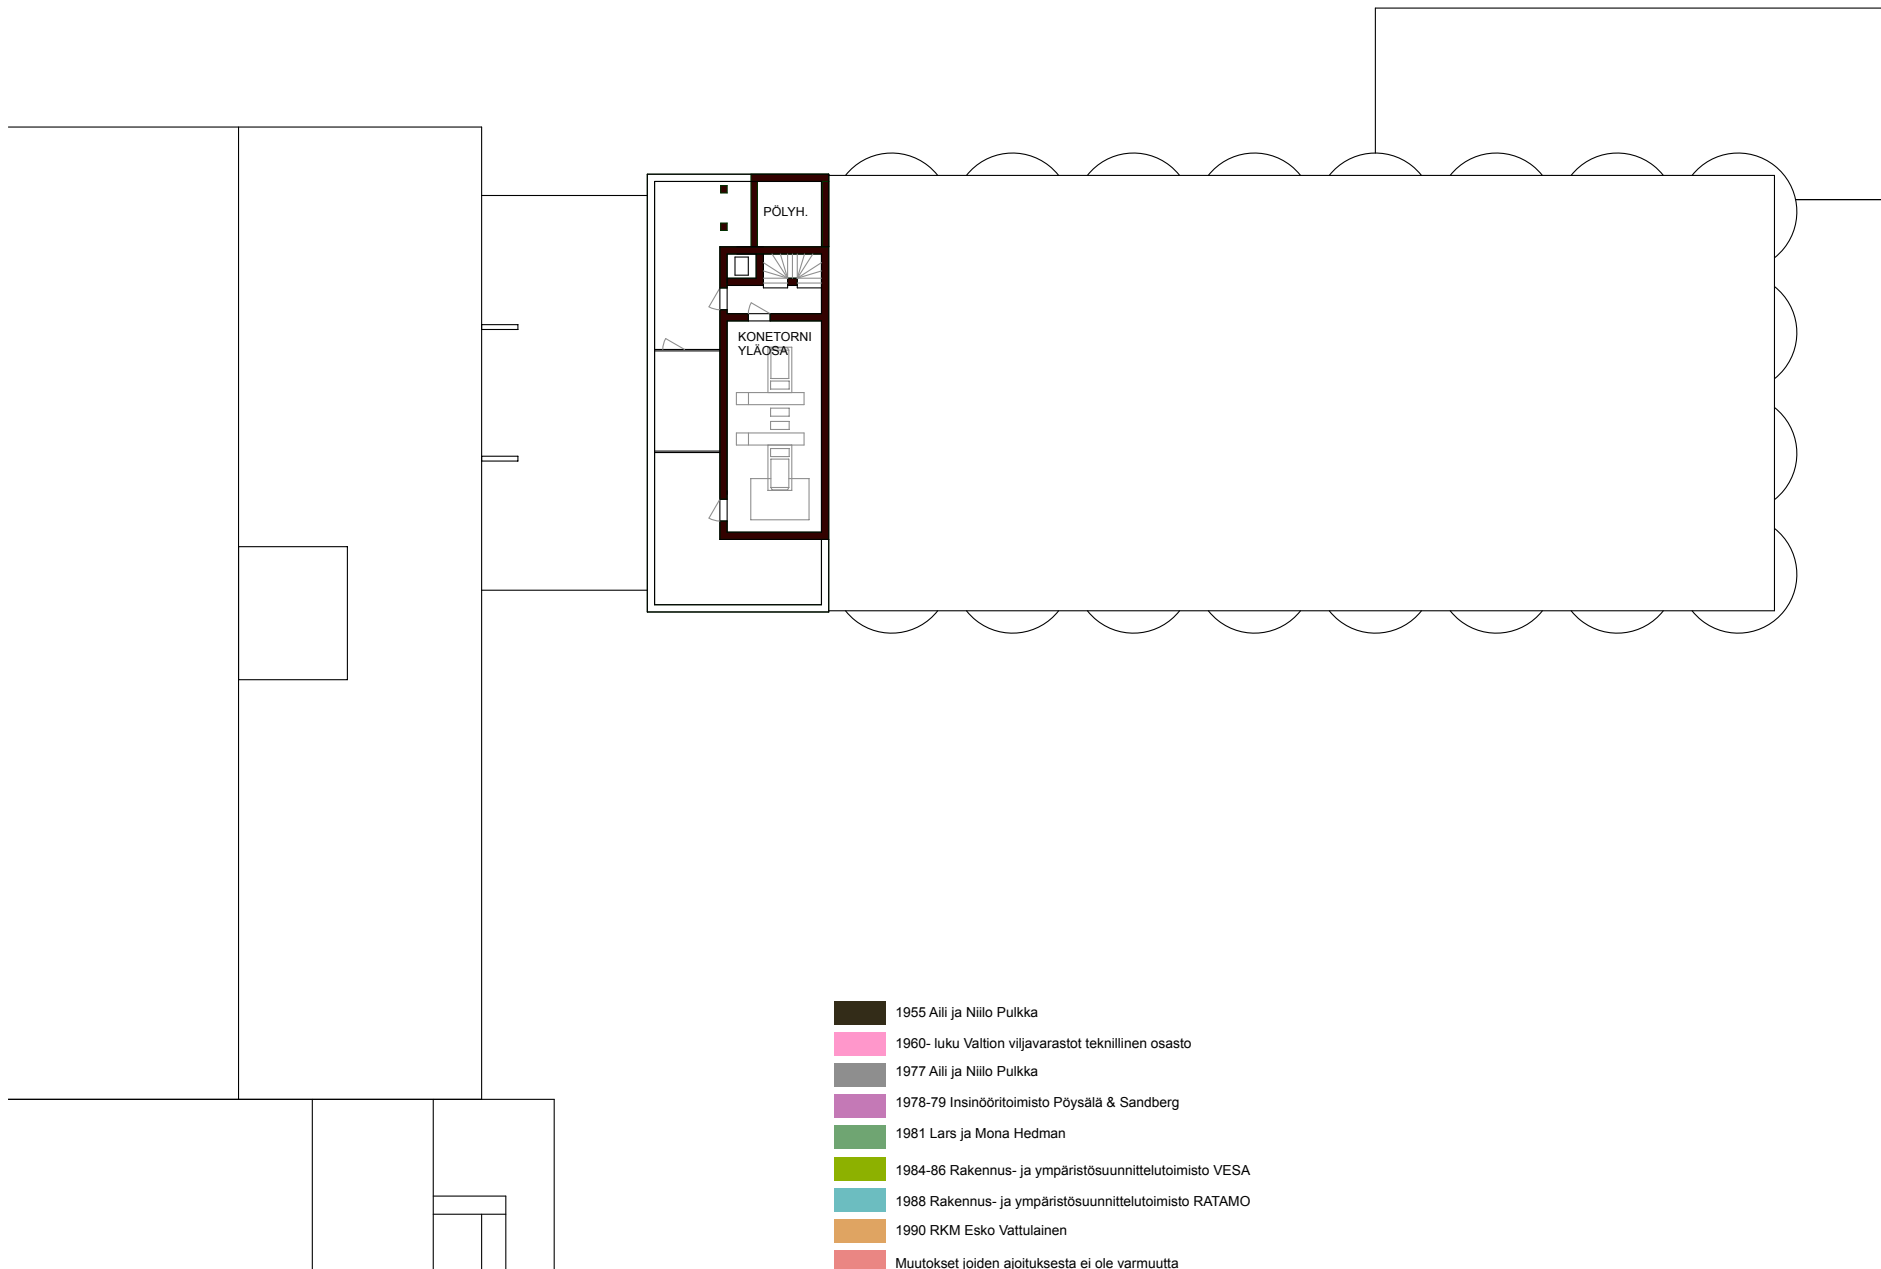 PÖLYH.
KONETORNI
YLÄOSA
1955 Aili ja Niilo Pulkka
1960- luku Valtion viljavarastot teknillinen osasto
1977 Aili ja Niilo Pulkka
1978-79 Insinööritoimisto Pöysälä & Sandberg
1981 Lars ja Mona Hedman
1984-86 Rakennus- ja ympäristösuunnittelutoimisto VESA
1988 Rakennus- ja ympäristösuunnittelutoimisto RATAMO
1990 RKM Esko Vattulainen
Muutokset joiden ajoituksesta ei ole varmuutta